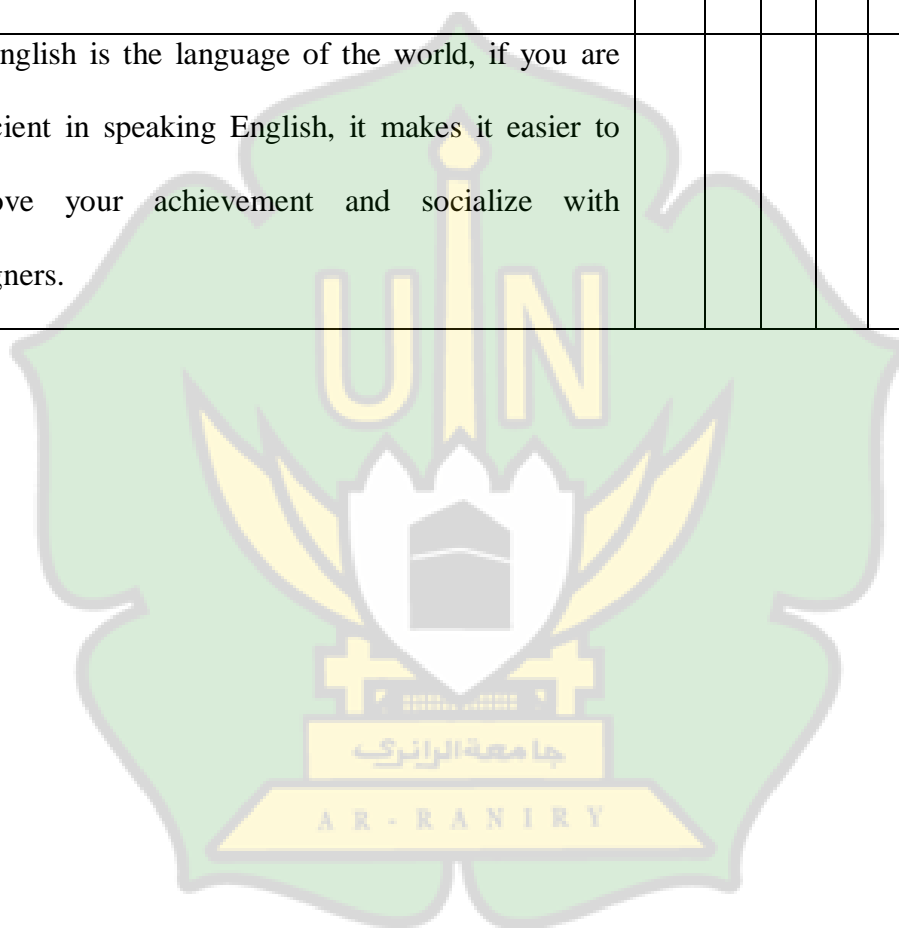 nglish is the language of the world, if you are
cient in speaking English, it makes it easier to
ove your achievement and socialize with
gners.
UIN
جامعة الرانري
AR-RANIRY